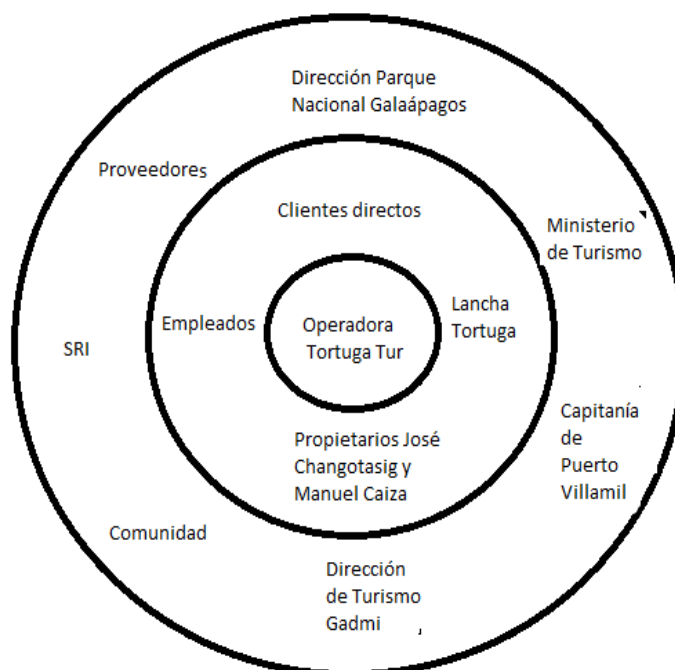 Dirección Parque
Nacional Galaápagos
Proveedores
Clientes directos
Ministerio
de Turismo
Empleados
Operadora
Tortuga Tur
Lancha
Tortuga
SRI
Capitanía
de
Puerto
Villamil
Propietarios José
Changotasig y
Manuel Caiza
Comunidad
Dirección
de Turismo
Gadmi